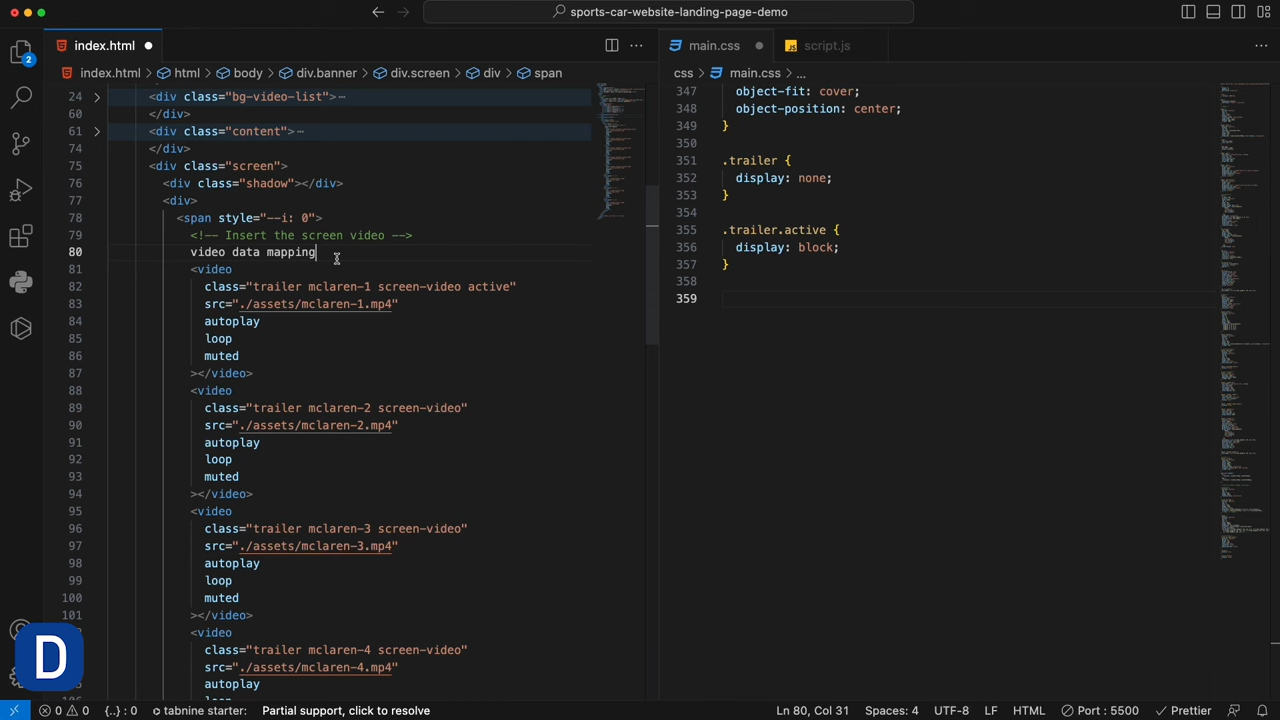 sports-car-website-landing-page-demo
index.html
main.css
script.js
index.html > html > body > div.banner > div.screen > div > span
css > main.css > ...
2
24 <div class="bg-video-list">⋯
60 </div>
61 <div class="content">⋯
74 </div>
75 <div class="screen">
76 <div class="shadow"></div>
77 <div>
78 <span style="--i: 0">
79 <!-- Insert the screen video -->
80 video data mapping
81 <video
82 class="trailer mclaren-1 screen-video active"
83 src="./assets/mclaren-1.mp4"
84 autoplay
85 loop
86 muted
87 ></video>
88 <video
89 class="trailer mclaren-2 screen-video"
90 src="./assets/mclaren-2.mp4"
91 autoplay
92 loop
93 muted
94 ></video>
95 <video
96 class="trailer mclaren-3 screen-video"
97 src="./assets/mclaren-3.mp4"
98 autoplay
99 loop
100 muted
101 ></video>
<video
class="trailer mclaren-4 screen-video"
src="./assets/mclaren-4.mp4"
autoplay
347 object-fit: cover;
348 object-position: center;
349 }
350
351 .trailer {
352 display: none;
353 }
354
355 .trailer.active {
356 display: block;
357 }
358
359
D
0 0 {..} : 0 tabnine starter: Partial support, click to resolve
Ln 80, Col 31 Spaces: 4 UTF-8 LF HTML Port : 5500 Prettier